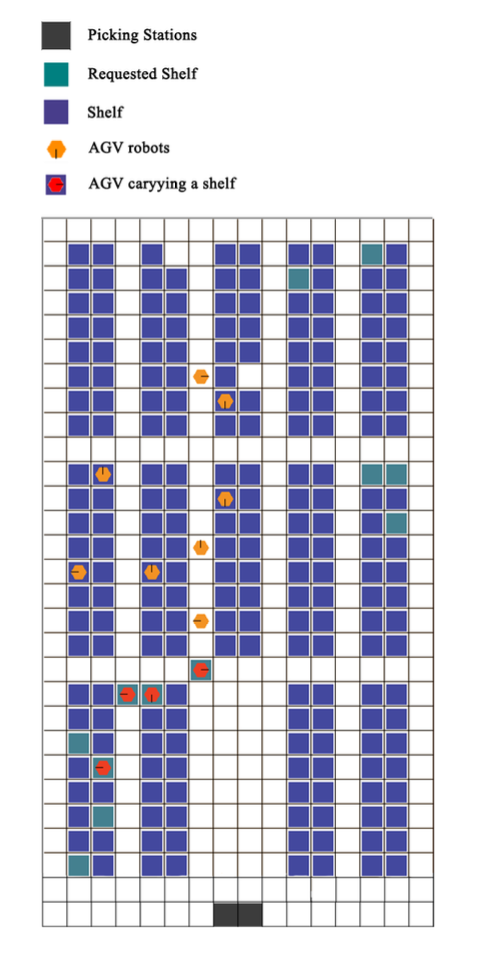 Picking Stations
Requested Shelf
Shelf
AGV robots
AGV caryying a shelf